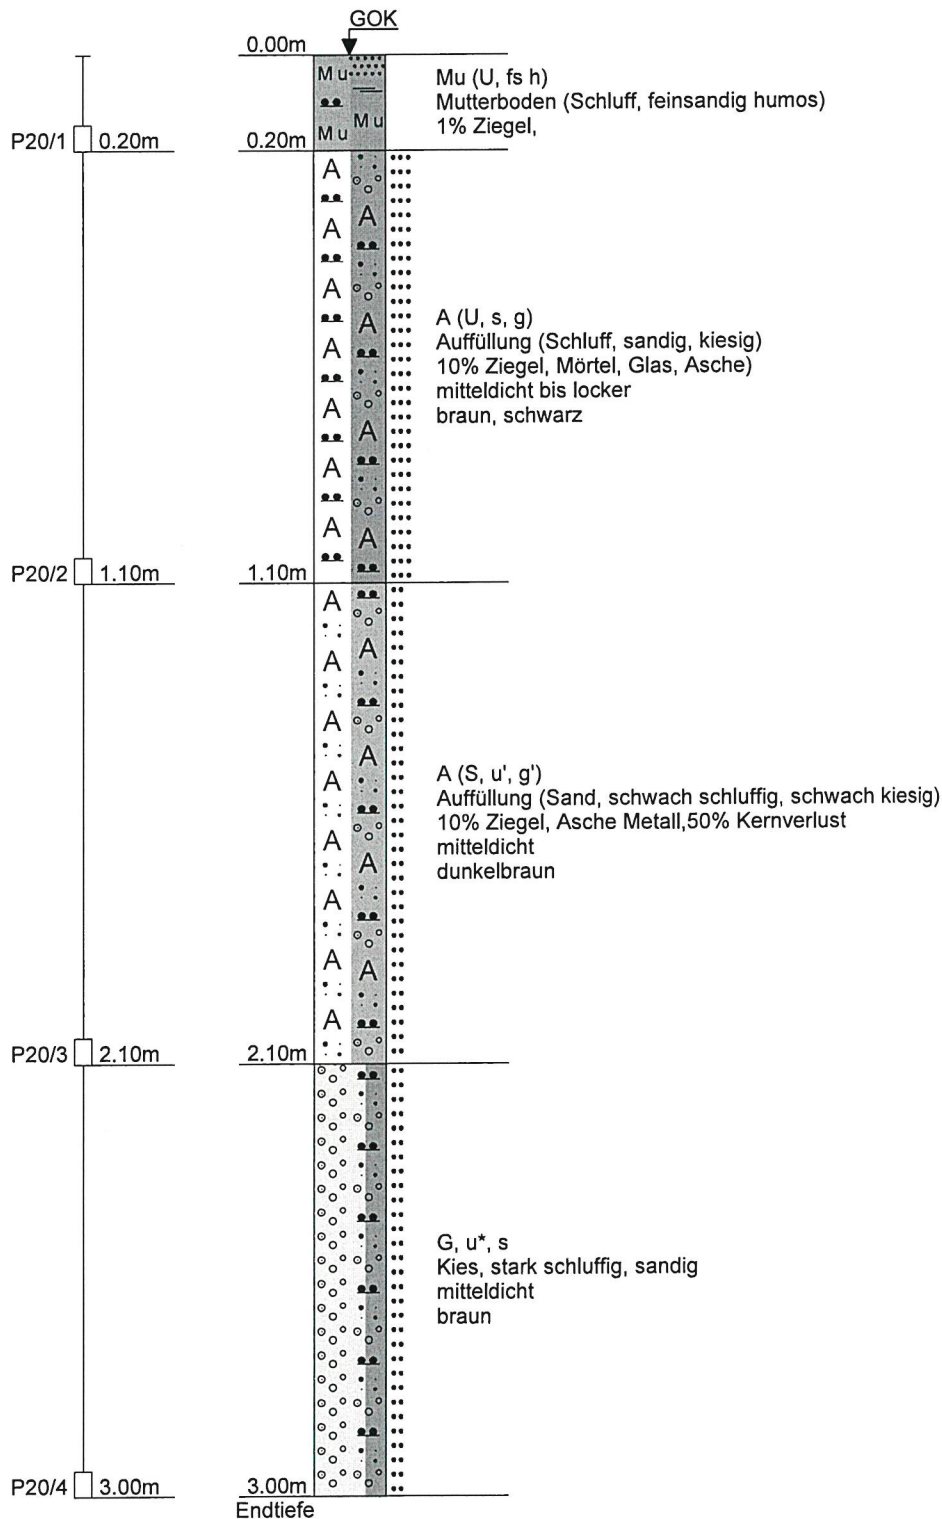 GOK
0.00m
Mu
Mu
Mu
Mu (U, fs h)
Mutterboden (Schluff, feinsandig humos)
1% Ziegel,
P20/1 0.20m
0.20m
A
A
A
A
A
A
A
A
A
A
A
A (U, s, g)
Auffüllung (Schluff, sandig, kiesig)
10% Ziegel, Mörtel, Glas, Asche)
mitteldicht bis locker
braun, schwarz
P20/2 1.10m
1.10m
A
A
A
A
A
A
A
A
A
A
A
A
A (S, u', g')
Auffüllung (Sand, schwach schluffig, schwach kiesig)
10% Ziegel, Asche Metall,50% Kernverlust
mitteldicht
dunkelbraun
P20/3 2.10m
2.10m
G, u*, s
Kies, stark schluffig, sandig
mitteldicht
braun
P20/4 3.00m
3.00m
Endtiefe